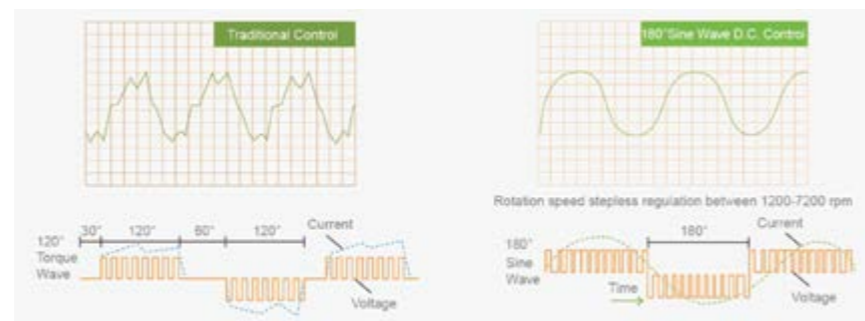 Traditional Control
180°Sine Wave D.C. Control
Rotation speed stepless regulation between 1200-7200 rpm
30° 120° 60° 120° Current
120°
Torque
Wave
Voltage
180° Current
180°
Sine
Wave
Time
Voltage